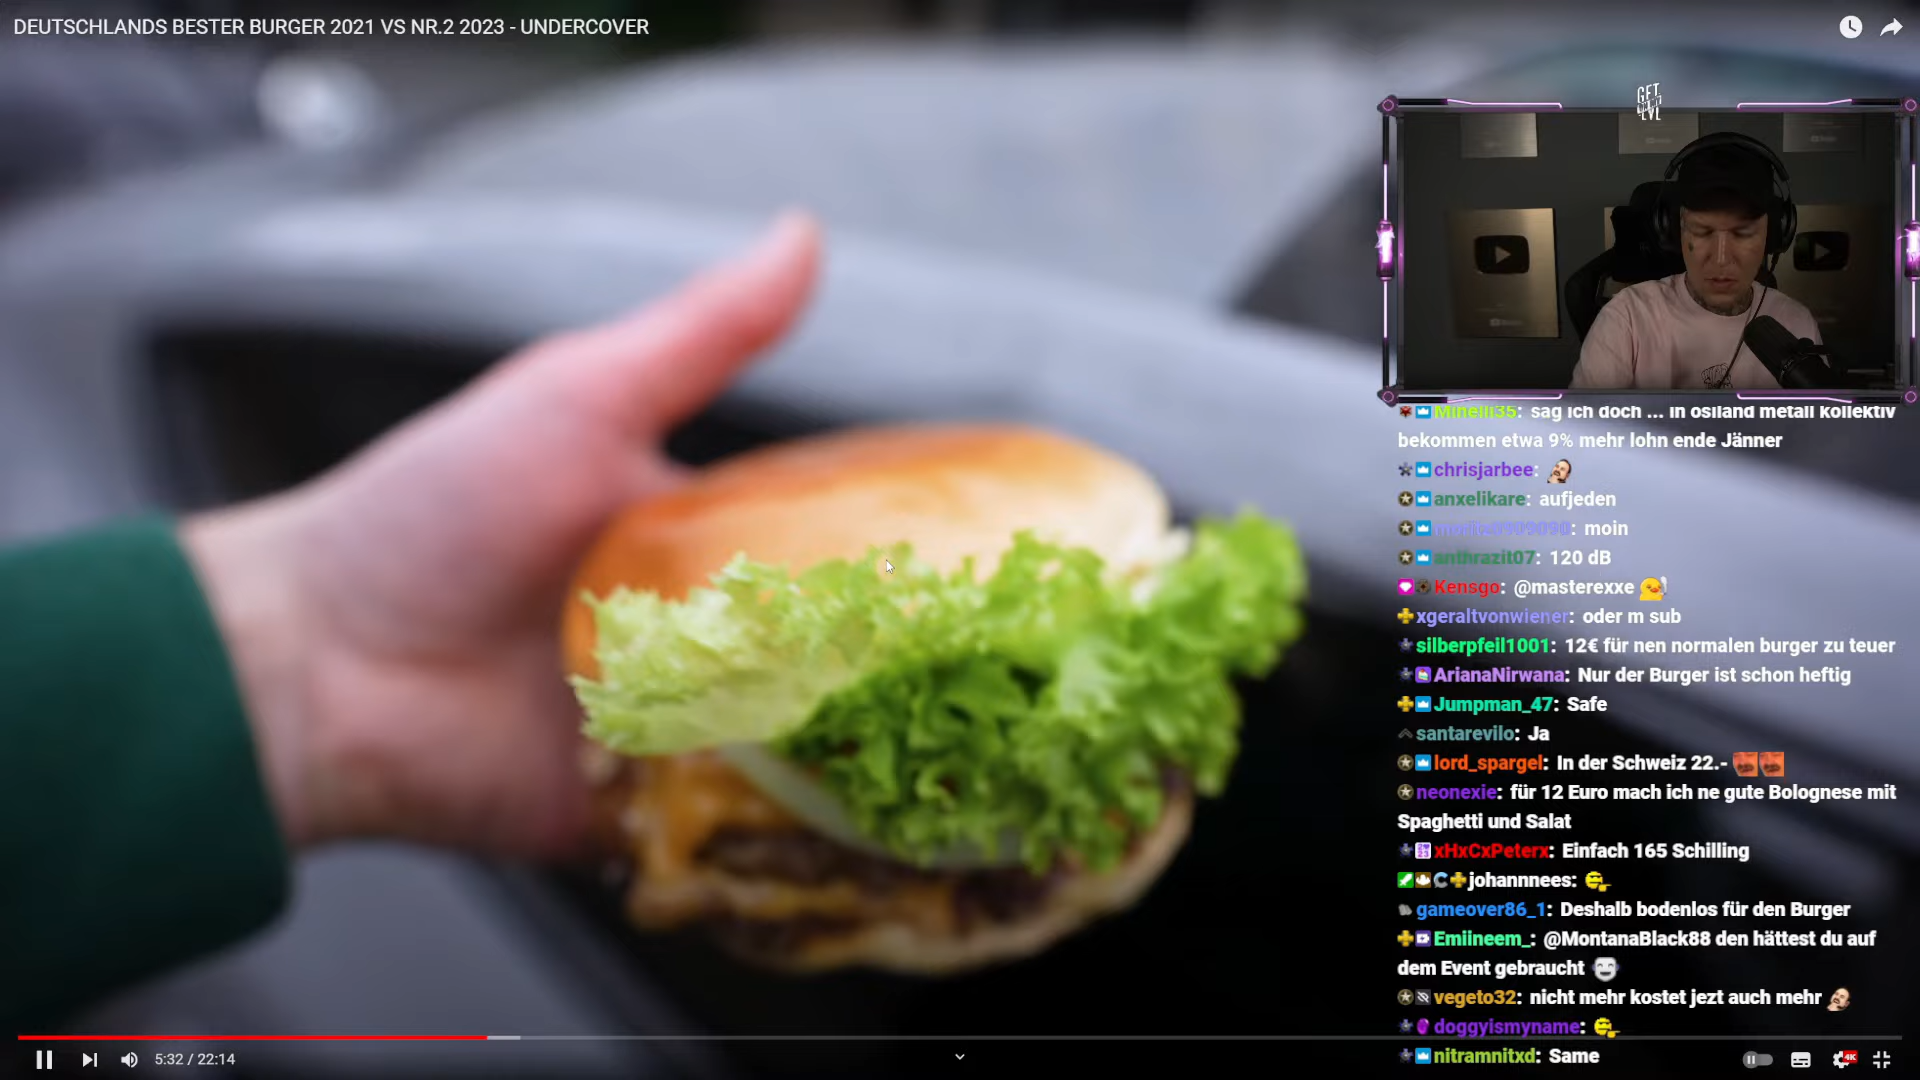 DEUTSCHLANDS BESTER BURGER 2021 VS NR.2 2023 - UNDERCOVER
GET
LVL
Minelli35: sag ich doch ... in ösiland metall kollektiv
bekommen etwa 9% mehr lohn ende Jänner
chrisjarbee:
anxelikare: aufjeden
moin
anthrazit07: 120 dB
Kensgo: @masterexxe
xgeraltvonwiener: oder m sub
silberpfeil1001: 12€ für nen normalen burger zu teuer
ArianaNirwana: Nur der Burger ist schon heftig
Jumpman_47: Safe
santarevilo: Ja
lord_spargel: In der Schweiz 22.-
neonexie: für 12 Euro mach ich ne gute Bolognese mit
Spaghetti und Salat
xHxCxPeterx: Einfach 165 Schilling
johannnees:
gameover86_1: Deshalb bodenlos für den Burger
Emiineem_: @MontanaBlack88 den hättest du auf
dem Event gebraucht
vegeto32: nicht mehr kostet jezt auch mehr
doggyismyname:
nitramnitxd: Same
5:32 / 22:14
4K